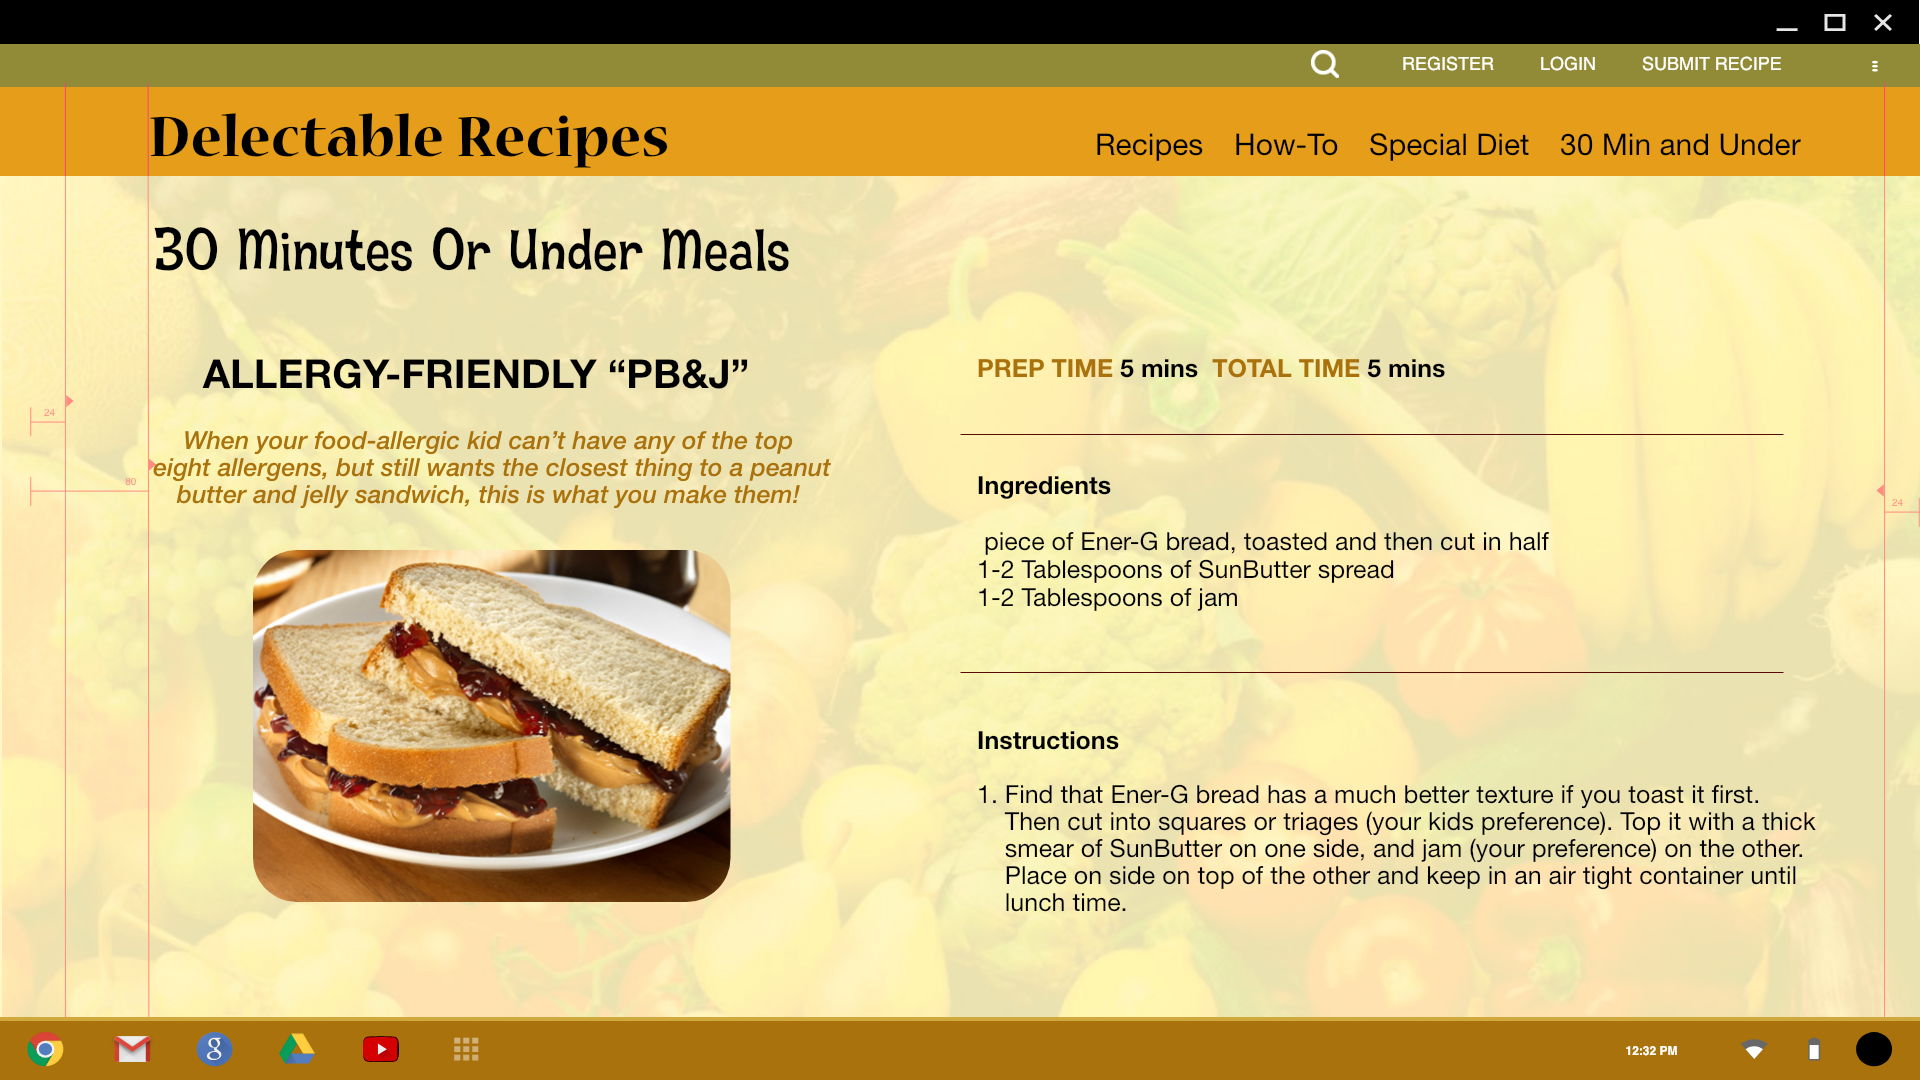 REGISTER LOGIN SUBMIT RECIPE
Delectable Recipes
Recipes How-To Special Diet 30 Min and Under
30 Minutes Or Under Meals
ALLERGY-FRIENDLY “PB&J”
When your food-allergic kid can’t have any of the top
eight allergens, but still wants the closest thing to a peanut
butter and jelly sandwich, this is what you make them!
24
80
PREP TIME 5 mins TOTAL TIME 5 mins
Ingredients
piece of Ener-G bread, toasted and then cut in half
1-2 Tablespoons of SunButter spread
1-2 Tablespoons of jam
24
Instructions
1. Find that Ener-G bread has a much better texture if you toast it first.
Then cut into squares or triages (your kids preference). Top it with a thick
smear of SunButter on one side, and jam (your preference) on the other.
Place on side on top of the other and keep in an air tight container until
lunch time.
g
12:32 PM